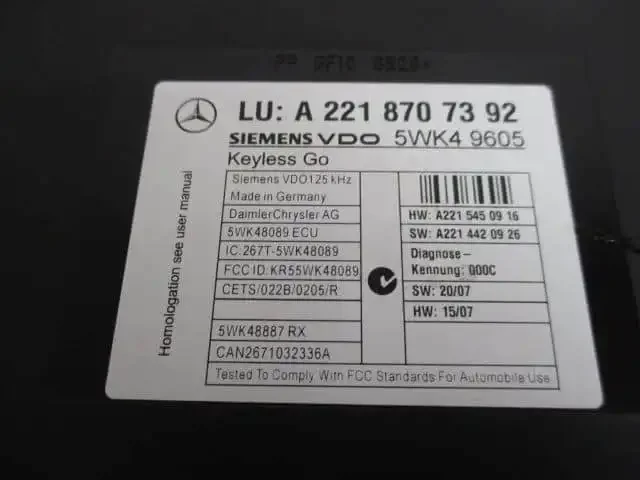 LU: A 221 870 73 92
SIEMENS VDO 5WK4 9605
Keyless Go
Homologation see user manual
Siemens VDO125 kHz
Made in Germany
DaimlerChrysler AG
5WK48089 ECU
IC:267T-5WK48089
FCC ID: KR55WK48089
CETS/022B/0205/R
5WK48887 RX
CAN2671032336A
HW: A221 545 09 16
SW: A221 442 09 26
Diagnose-
Kennung: 000C
SW: 20/07
HW: 15/07
Tested To Comply With FCC Standards For Automobile Use